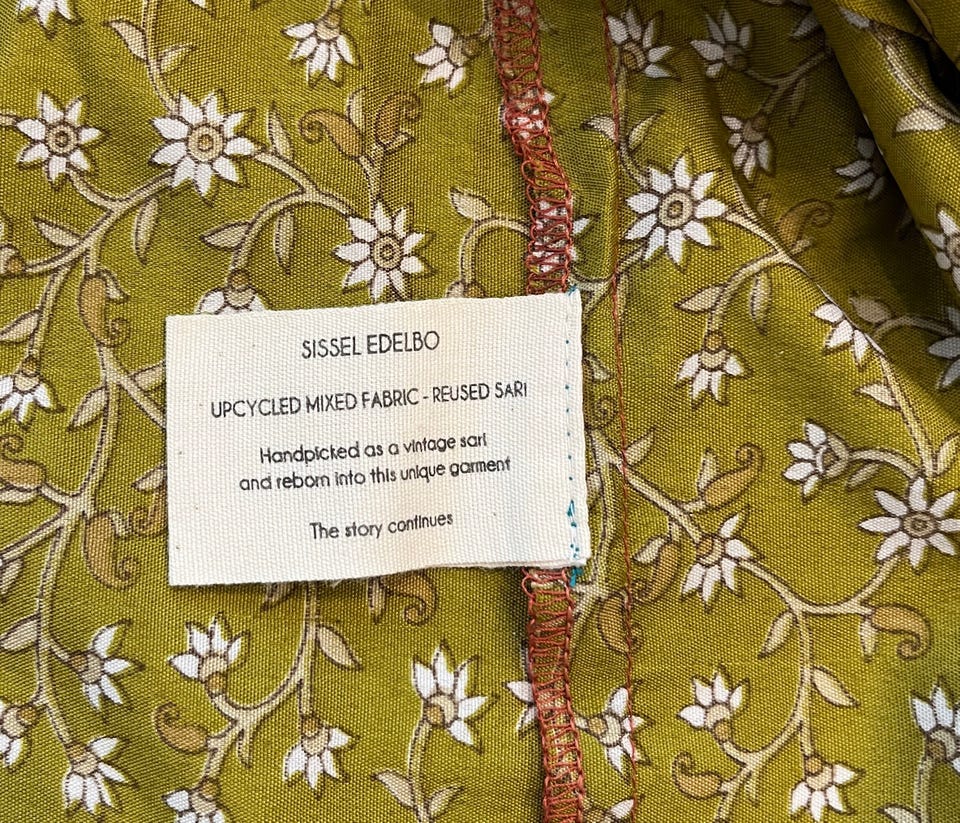 SISSEL EDELBO
UPCYCLED MIXED FABRIC - REUSED SARI
Handpicked as a vintage sari
and reborn into this unique garment
The story continues